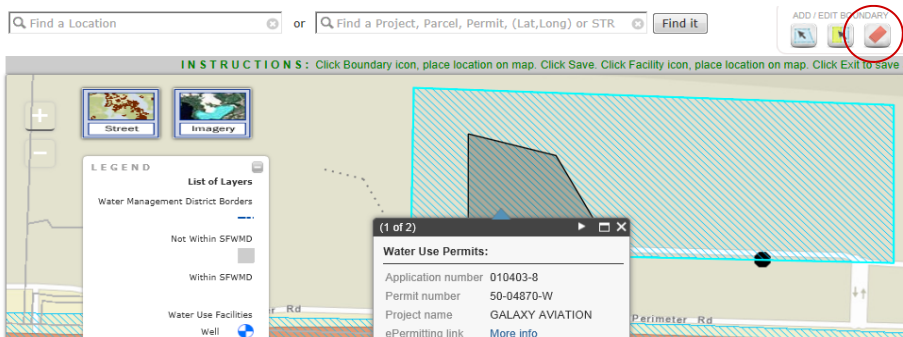 ADD / EDIT BOUNDARY
Find a Location
or
Find a Project, Parcel, Permit, (Lat,Long) or STR
Find it
INSTRUCTIONS: Click Boundary icon, place location on map. Click Save. Click Facility icon, place location on map. Click Exit to save
Street
Imagery
LEGEND
List of Layers
Water Management District Borders
Not Within SFWMD
Within SFWMD
Water Use Facilities
Well
(1 of 2)
Water Use Permits:
Application number 010403-8
Permit number 50-04870-W
Project name GALAXY AVIATION
ePermitting link More info
r Rd
Perimeter Rd